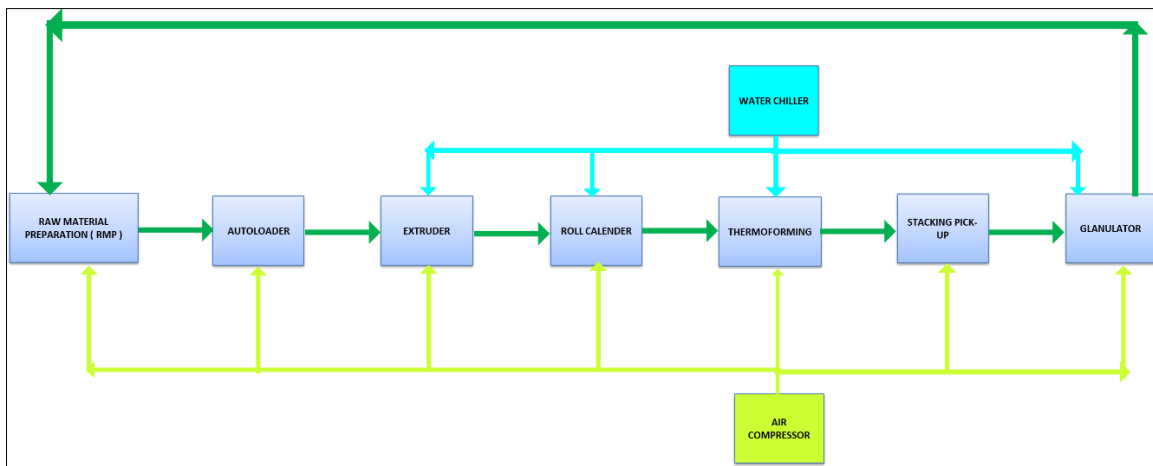 WATER CHILLER
RAW MATERIAL
PREPARATION ( RMP )
AUTOLOADER
EXTRUDER
ROLL CALENDER
THERMOFORMING
STACKING PICK-
UP
GLANULATOR
AIR
COMPRESSOR